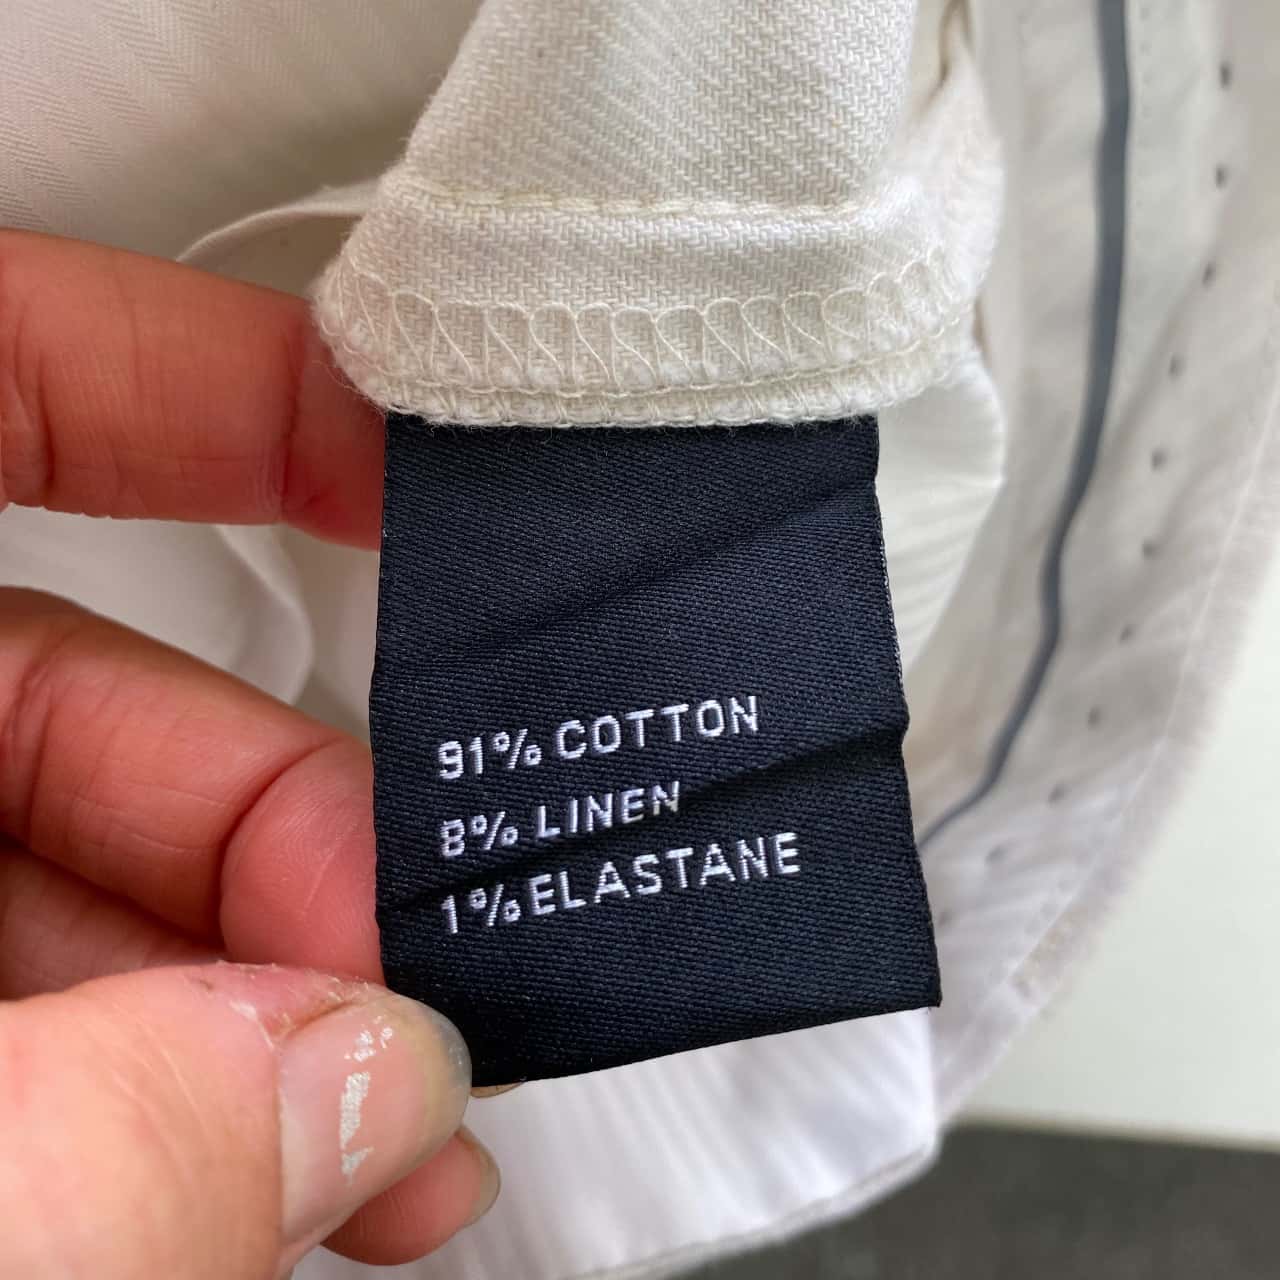 91% COTTON
8% LINEN
1% ELASTANE